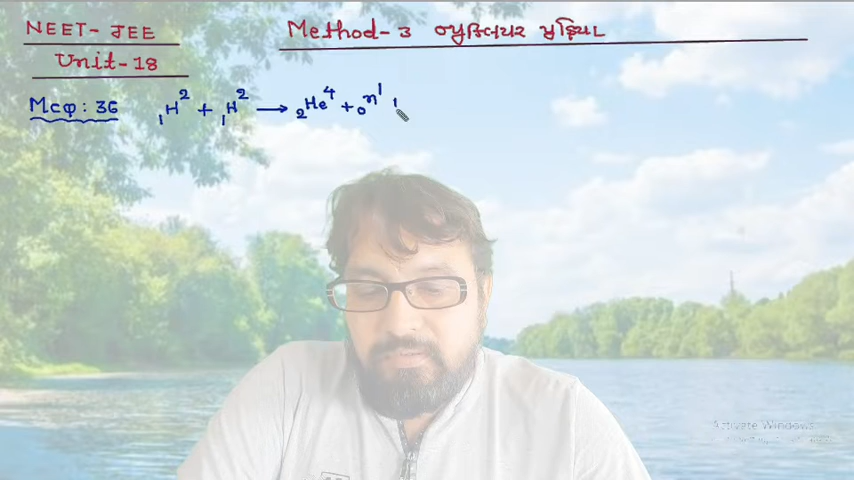 NEET- JEE
Method-3 ન્યુક્લિયર પ્રક્રિયા
Unit-18
Mcq: 36 ₁H² + ₁H² → ₂He⁴ + ₀n¹
Activate Windows